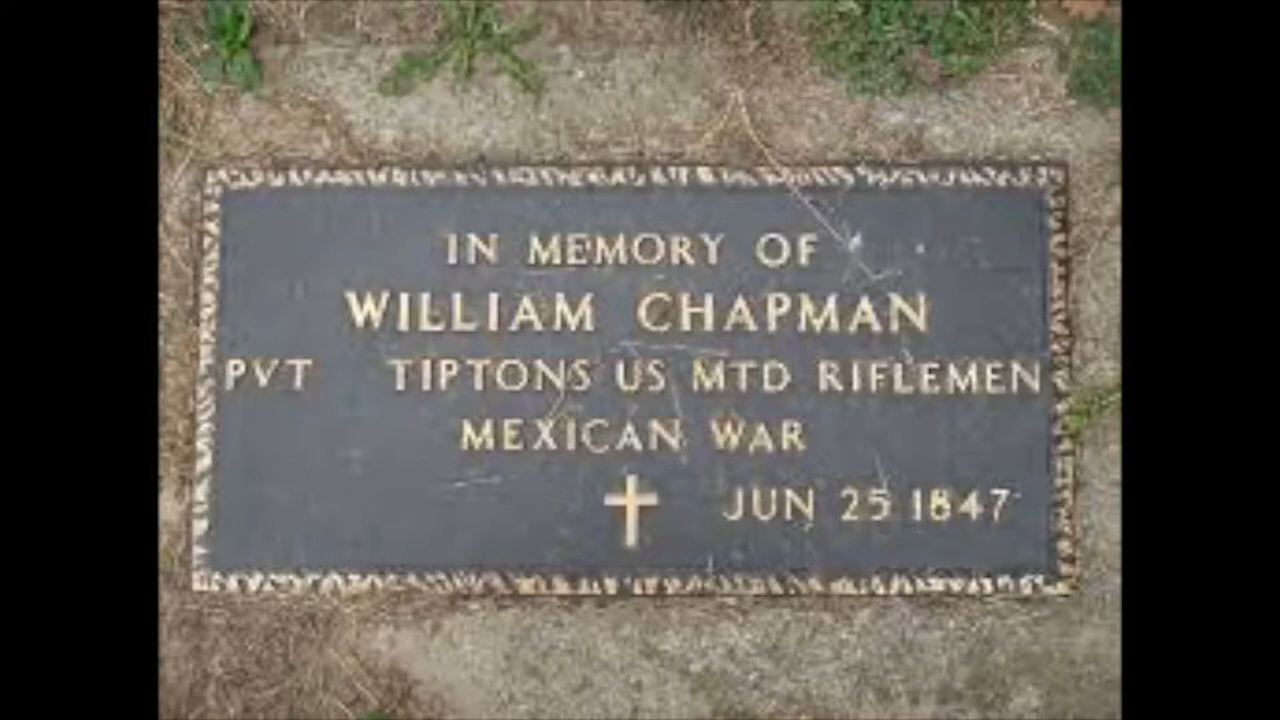 IN MEMORY OF
WILLIAM CHAPMAN
PVT TIPTONS US MTD RIFLEMEN
MEXICAN WAR
JUN 25 1847